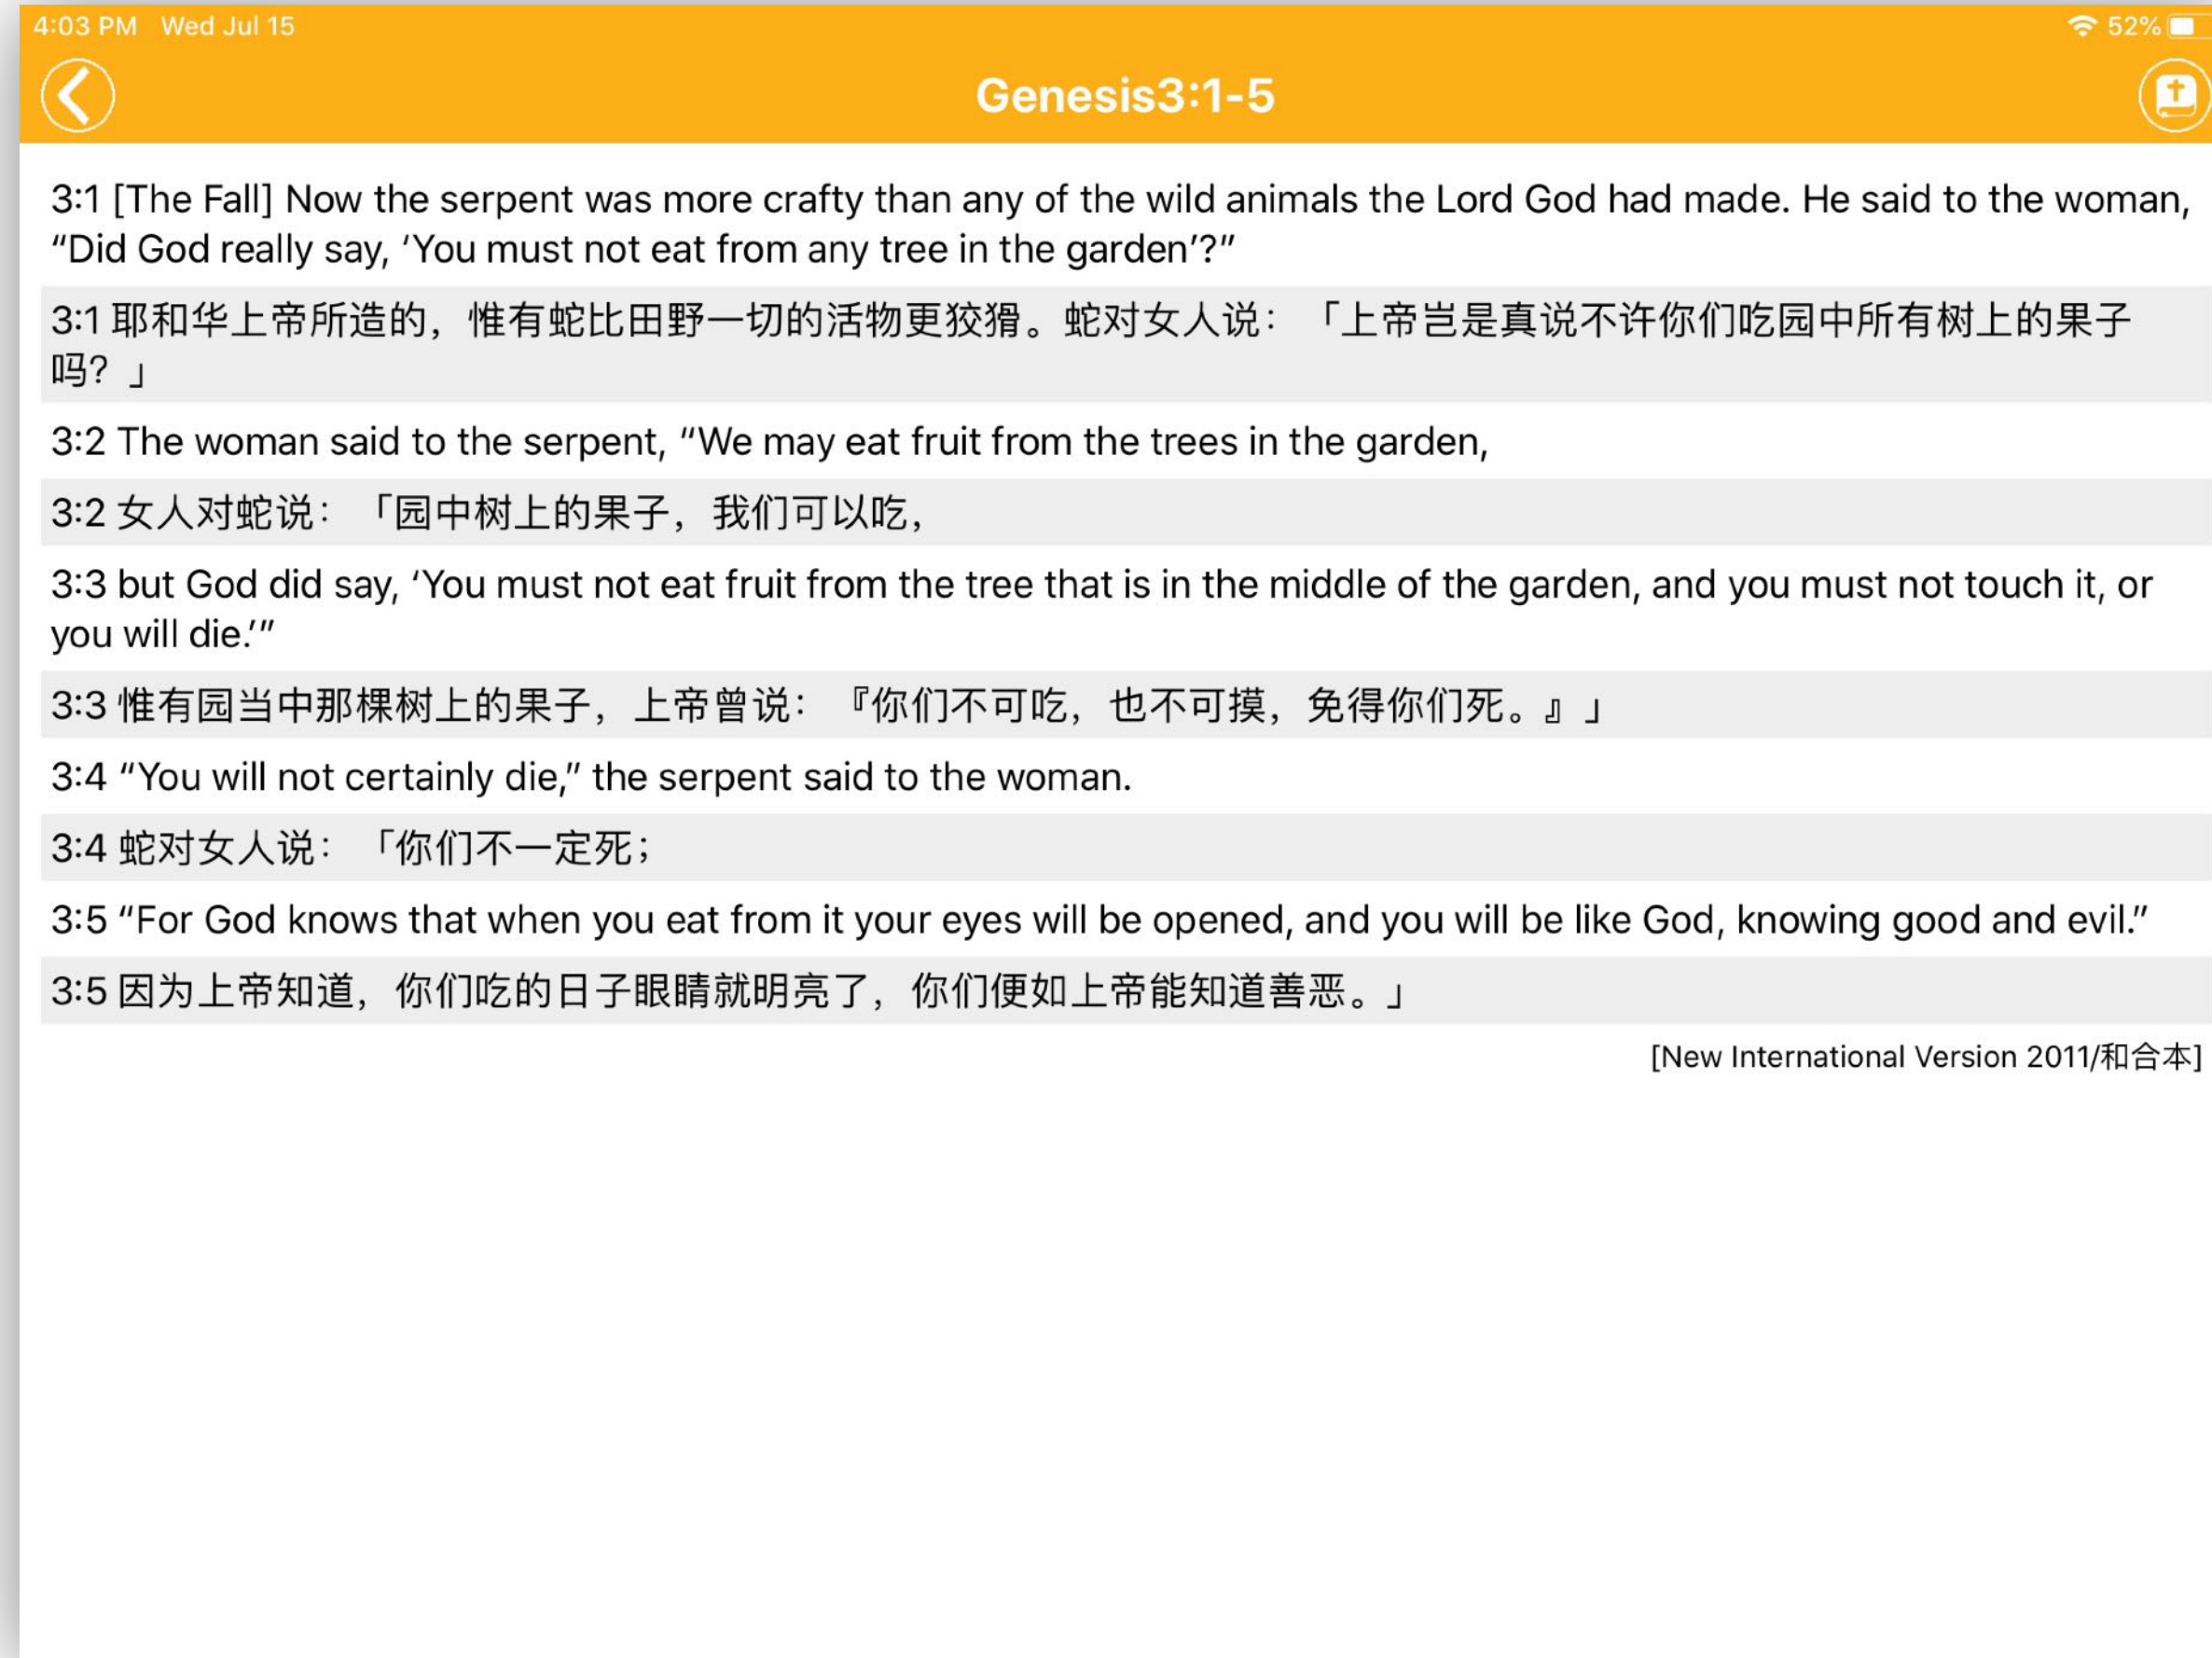 4:03 PM Wed Jul 15
52%
Genesis3:1-5
3:1 [The Fall] Now the serpent was more crafty than any of the wild animals the Lord God had made. He said to the woman,
“Did God really say, ‘You must not eat from any tree in the garden’?”
3:1 耶和华上帝所造的，惟有蛇比田野一切的活物更狡猾。蛇对女人说：「上帝岂是真说不许你们吃园中所有树上的果子
吗？」
3:2 The woman said to the serpent, “We may eat fruit from the trees in the garden,
3:2 女人对蛇说：「园中树上的果子，我们可以吃，
3:3 but God did say, ‘You must not eat fruit from the tree that is in the middle of the garden, and you must not touch it, or
you will die.’”
3:3 惟有园当中那棵树上的果子，上帝曾说：『你们不可吃，也不可摸，免得你们死。』」
3:4 “You will not certainly die,” the serpent said to the woman.
3:4 蛇对女人说：「你们不一定死；
3:5 “For God knows that when you eat from it your eyes will be opened, and you will be like God, knowing good and evil.”
3:5 因为上帝知道，你们吃的日子眼睛就明亮了，你们便如上帝能知道善恶。」
[New International Version 2011/和合本]